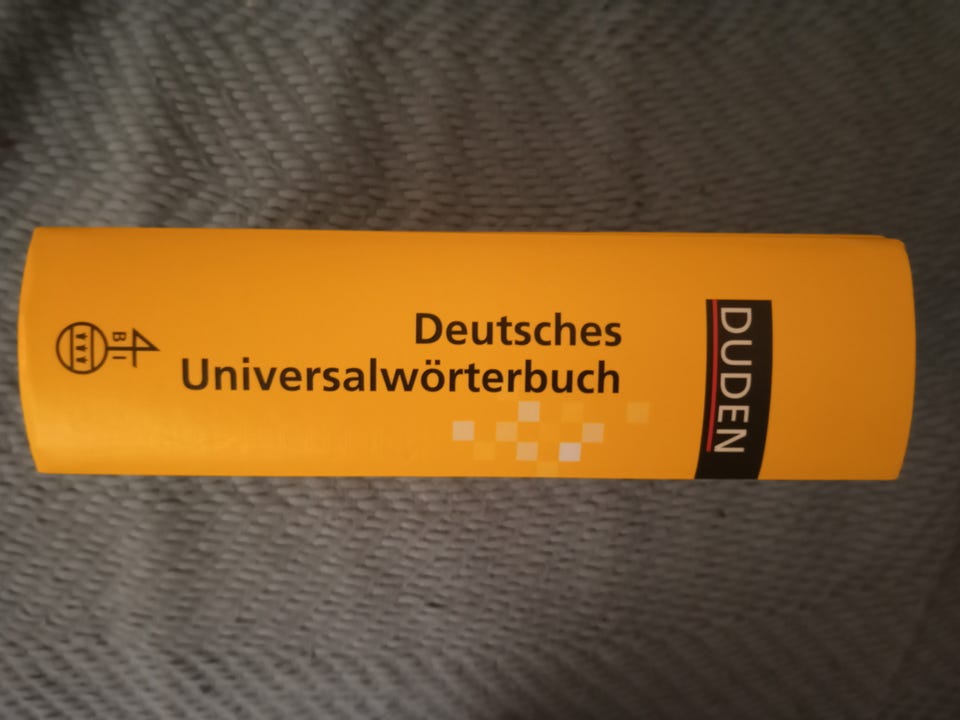 Deutsches
Universalwörterbuch
DUDEN
B I